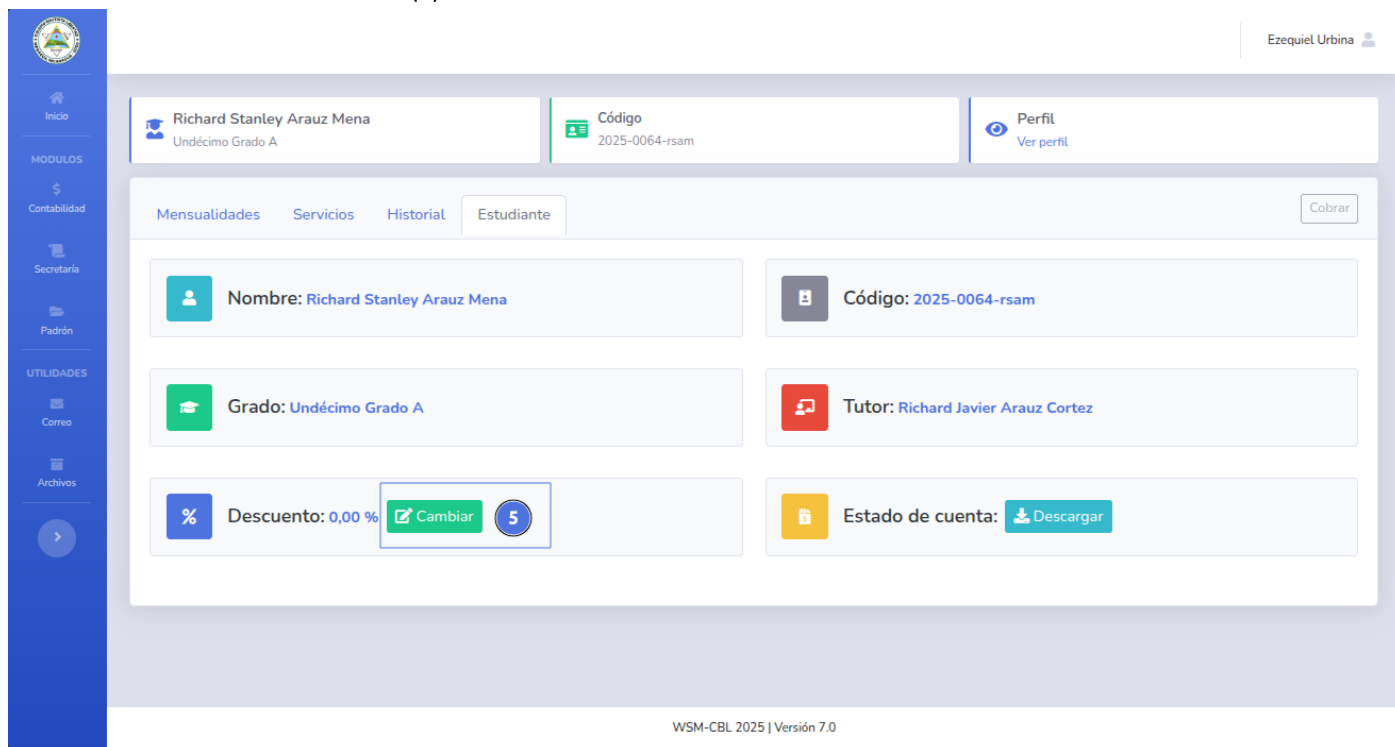 Ezequiel Urbina
Inicio
MODULOS
Contabilidad
Secretaría
Padrón
UTILIDADES
Correo
Archivos
Richard Stanley Arauz Mena
Undécimo Grado A
Código
2025-0064-rsam
Perfil
Ver perfil
Mensualidades Servicios Historial Estudiante Cobrar
Nombre: Richard Stanley Arauz Mena
Código: 2025-0064-rsam
Grado: Undécimo Grado A
Tutor: Richard Javier Arauz Cortez
Descuento: 0,00 % Cambiar 5
Estado de cuenta: Descargar
WSM-CBL 2025 | Versión 7.0